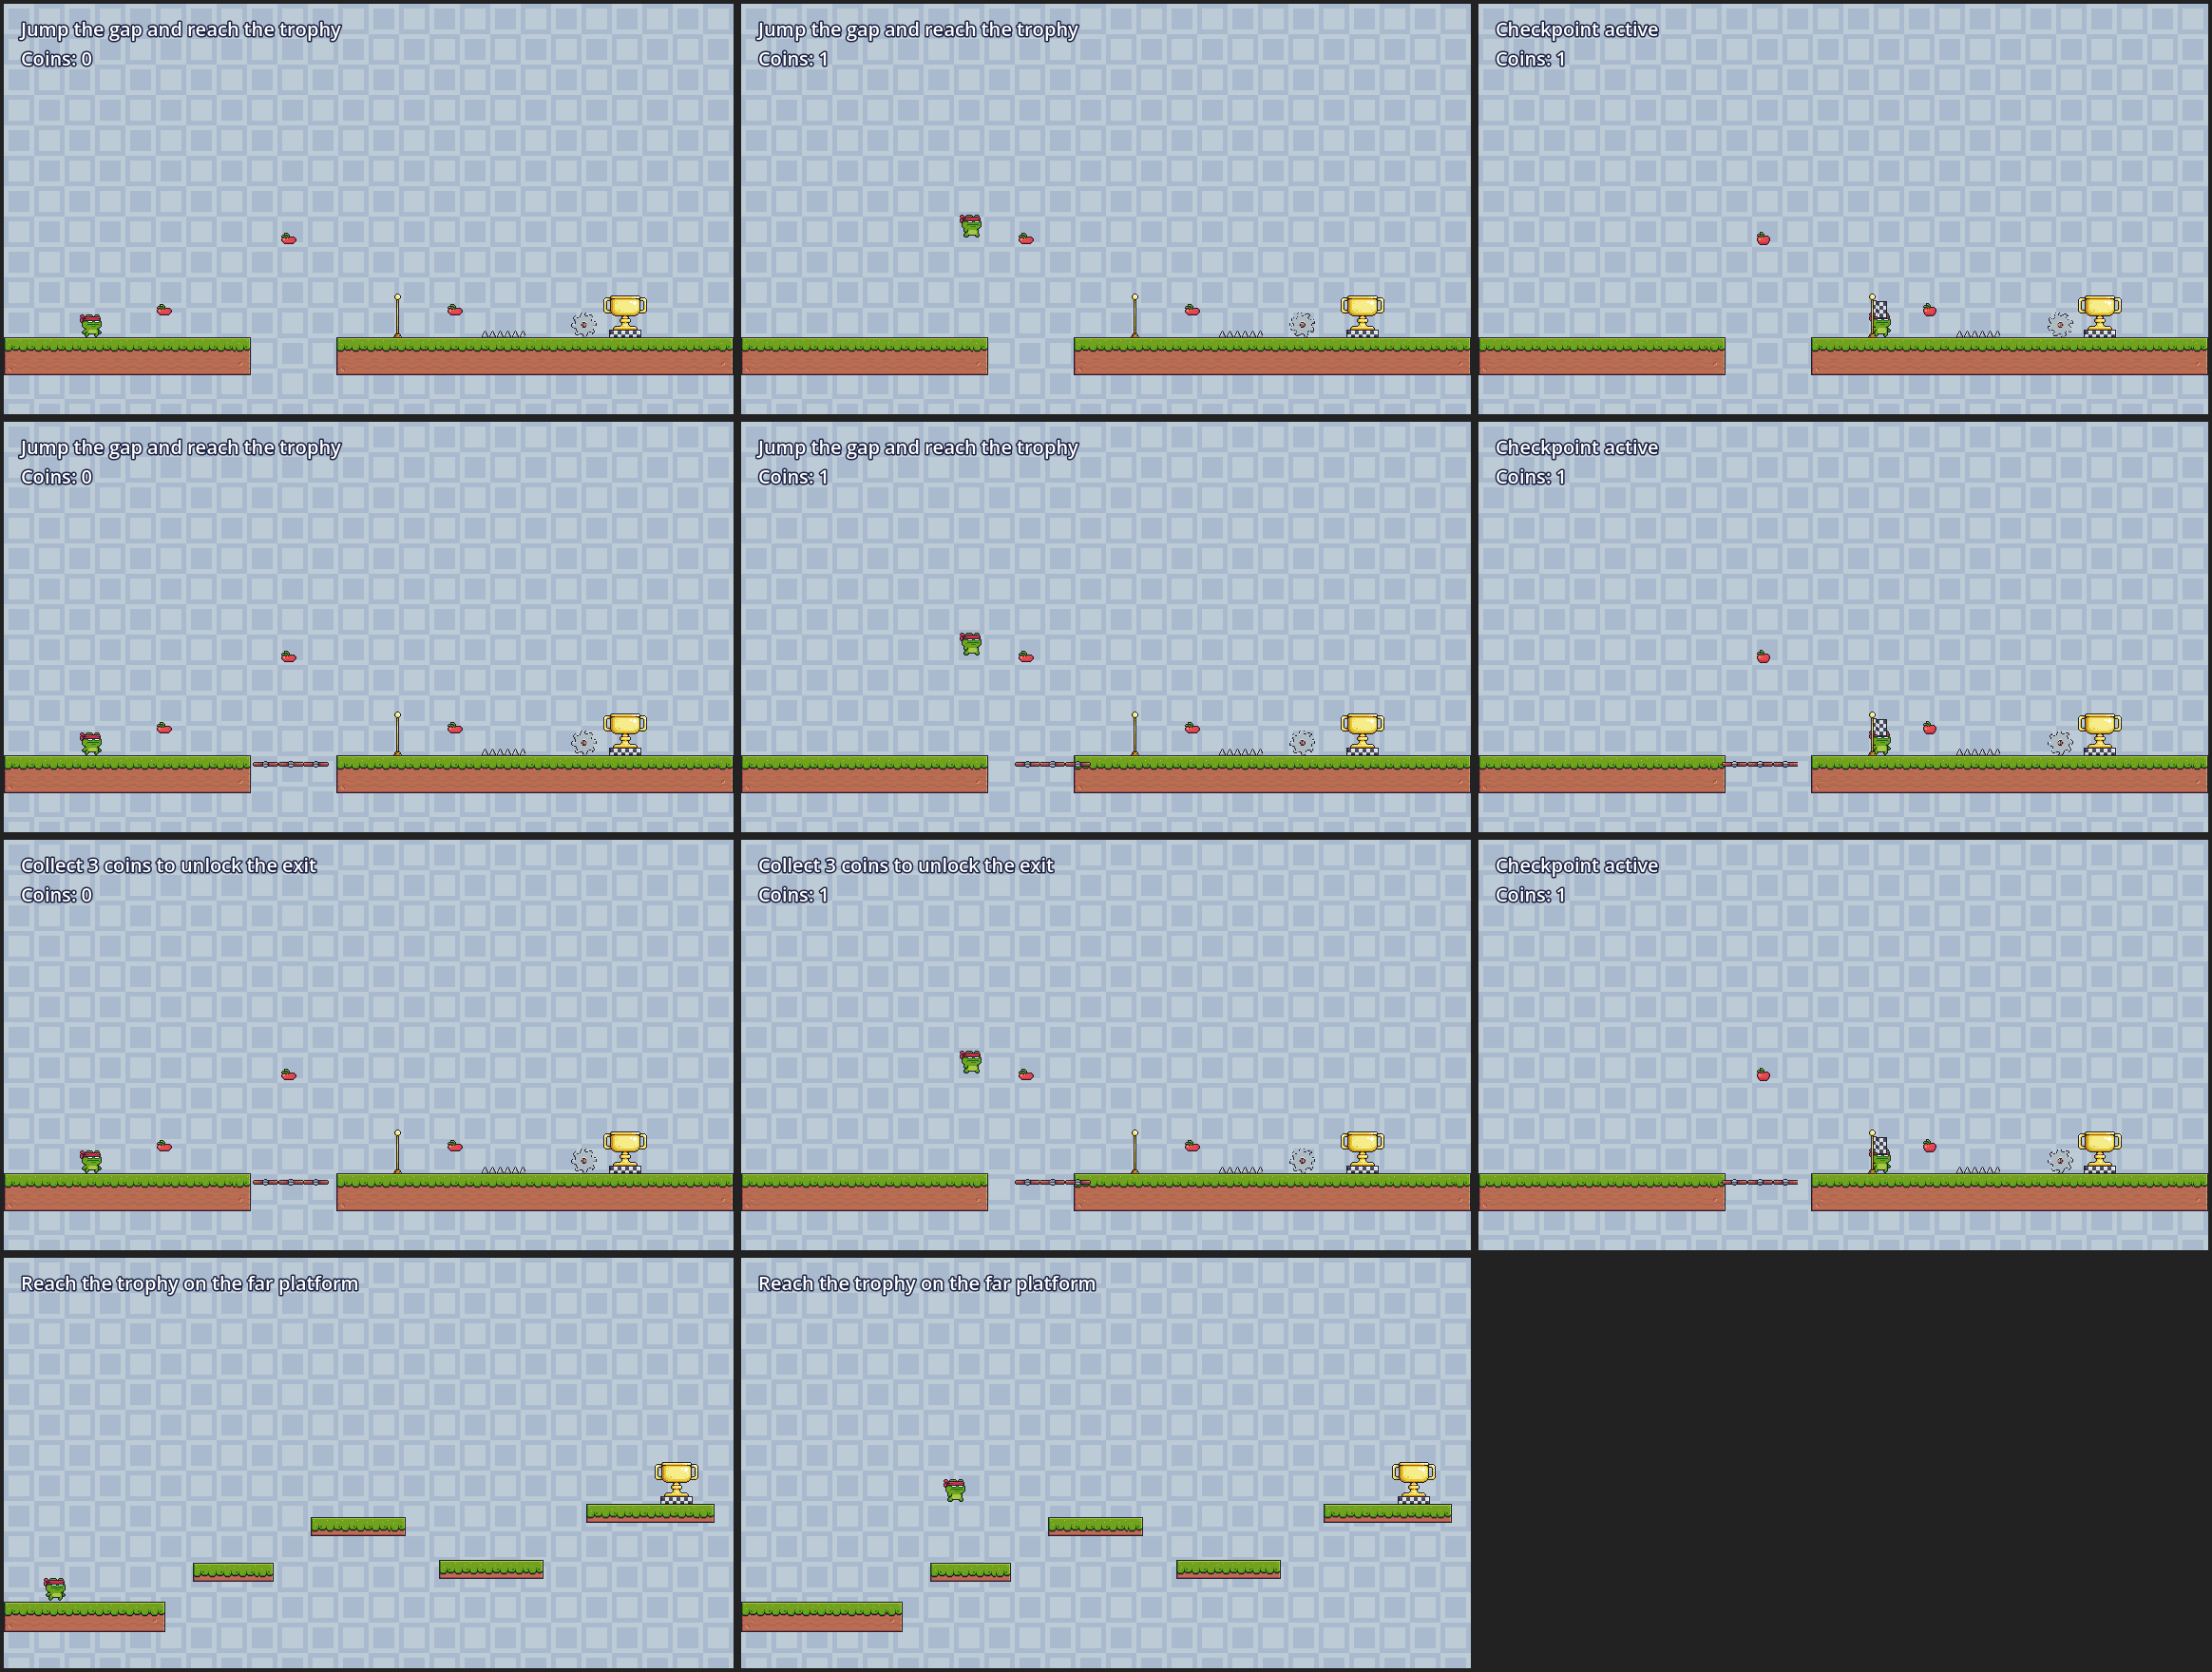 Jump the gap and reach the trophy
Coins: 0
Jump the gap and reach the trophy
Coins: 1
Checkpoint active
Coins: 1
Jump the gap and reach the trophy
Coins: 0
Jump the gap and reach the trophy
Coins: 1
Checkpoint active
Coins: 1
Collect 3 coins to unlock the exit
Coins: 0
Collect 3 coins to unlock the exit
Coins: 1
Checkpoint active
Coins: 1
Reach the trophy on the far platform
Reach the trophy on the far platform